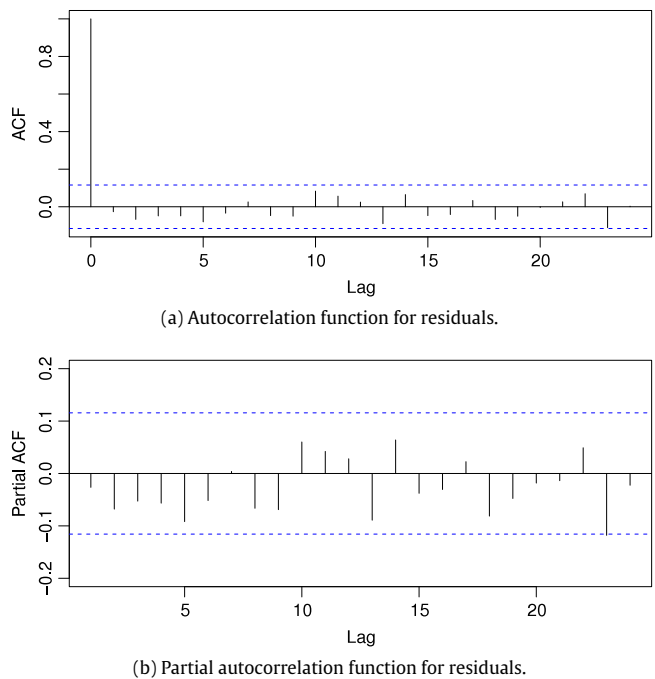 ACF
0.8
0.4
0.0
0 5 10 15 20
Lag
(a) Autocorrelation function for residuals.
Partial ACF
0.2
0.1
0.0
−0.1
−0.2
5 10 15 20
Lag
(b) Partial autocorrelation function for residuals.